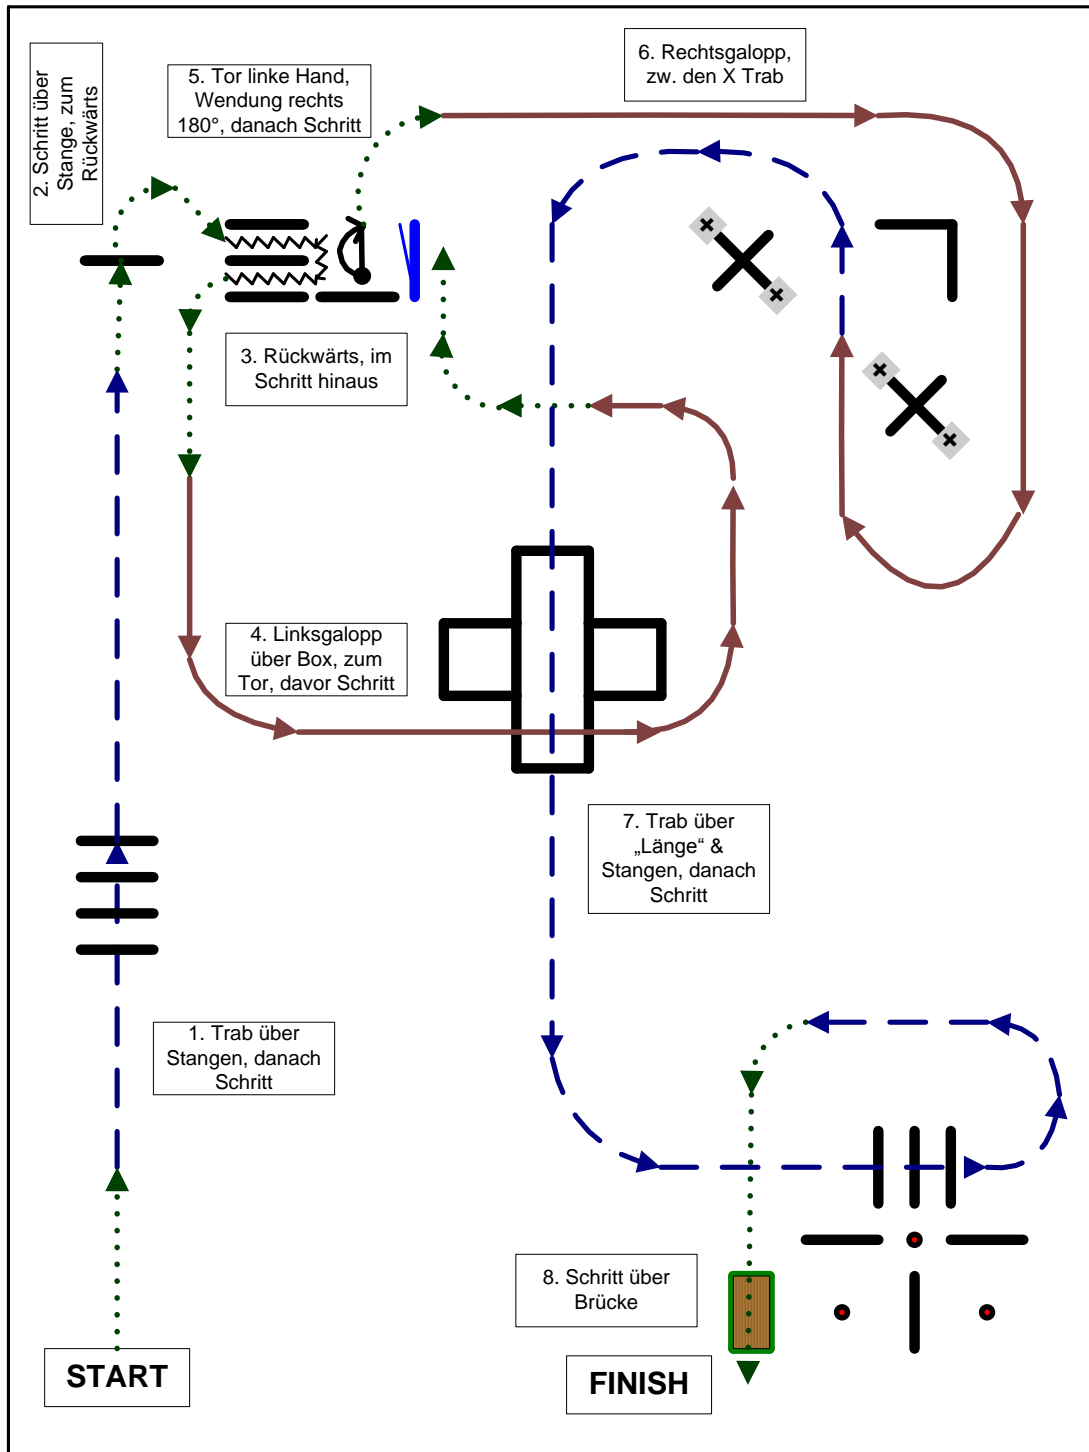 6. Rechtsgalopp,
zw. den X Trab
5. Tor linke Hand,
Wendung rechts
180°, danach Schritt
2. Schritt über
Stange, zum
Rückwärts
3. Rückwärts, im
Schritt hinaus
4. Linksgalopp
über Box, zum
Tor, davor Schritt
7. Trab über
„Länge“ &
Stangen, danach
Schritt
1. Trab über
Stangen, danach
Schritt
8. Schritt über
Brücke
START
FINISH